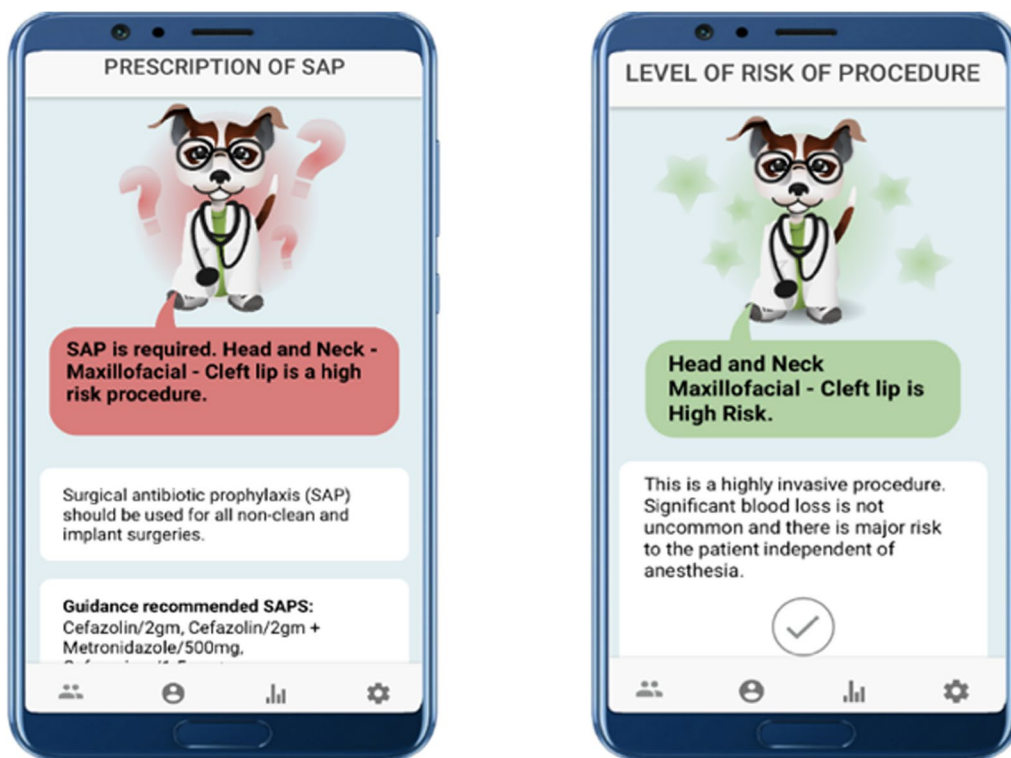 PRESCRIPTION OF SAP
SAP is required. Head and Neck -
Maxillofacial - Cleft lip is a high
risk procedure.
Surgical antibiotic prophylaxis (SAP)
should be used for all non-clean and
implant surgeries.
Guidance recommended SAPS:
Cefazolin/2gm, Cefazolin/2gm +
Metronidazole/500mg,
LEVEL OF RISK OF PROCEDURE
Head and Neck
Maxillofacial - Cleft lip is
High Risk.
This is a highly invasive procedure.
Significant blood loss is not
uncommon and there is major risk
to the patient independent of
anesthesia.